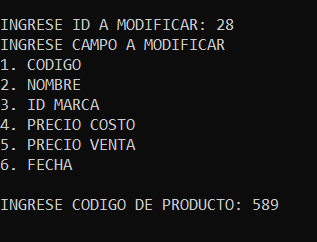 INGRESE ID A MODIFICAR: 28
INGRESE CAMPO A MODIFICAR
1. CODIGO
2. NOMBRE
3. ID MARCA
4. PRECIO COSTO
5. PRECIO VENTA
6. FECHA
INGRESE CODIGO DE PRODUCTO: 589